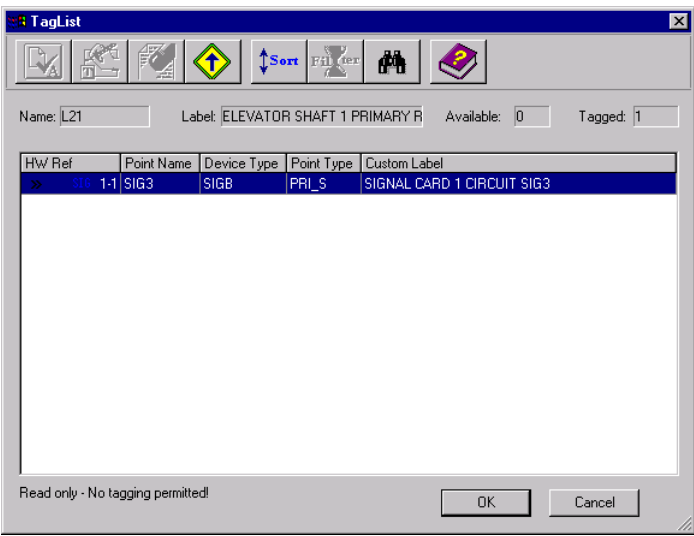 TagList
Sort Filter
Name: L21 Label: ELEVATOR SHAFT 1 PRIMARY R Available: 0 Tagged: 1
HW Ref Point Name Device Type Point Type Custom Label
1-1 SIG3 SIGB PRI_S SIGNAL CARD 1 CIRCUIT SIG3
Read only - No tagging permitted!
OK Cancel